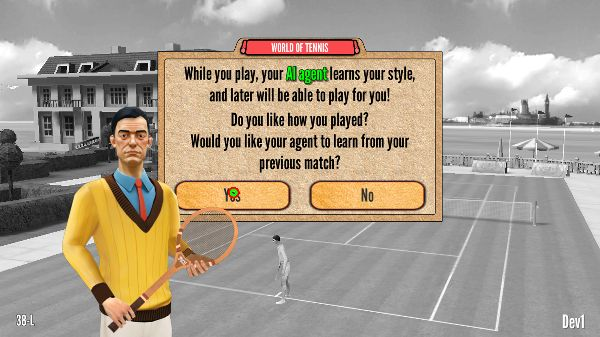 WORLD OF TENNIS
While you play, your AI agent learns your style,
and later will be able to play for you!
Do you like how you played?
Would you like your agent to learn from your
previous match?
Yes
No
38-L
Dev1